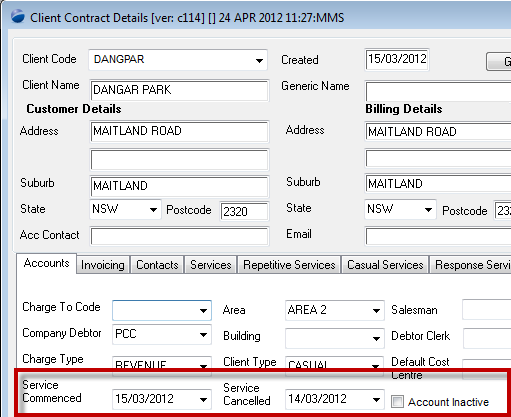 Client Contract Details [ver: c114] [] 24 APR 2012 11:27:MMS
Client Code DANGPAR Created 15/03/2012 G
Client Name DANGAR PARK Generic Name
Customer Details Billing Details
Address MAITLAND ROAD Address MAITLAND ROAD
Suburb MAITLAND Suburb MAITLAND
State NSW Postcode 2320 State NSW Postcode 232
Acc Contact Email
Accounts Invoicing Contacts Services Repetitive Services Casual Services Response Servi
Charge To Code Area AREA 2 Salesman
Company Debtor PCC Building Debtor Clerk
Charge Type REVENUE Client Type CASUAL Default Cost Centre
Service Commenced 15/03/2012 Service Cancelled 14/03/2012 Account Inactive